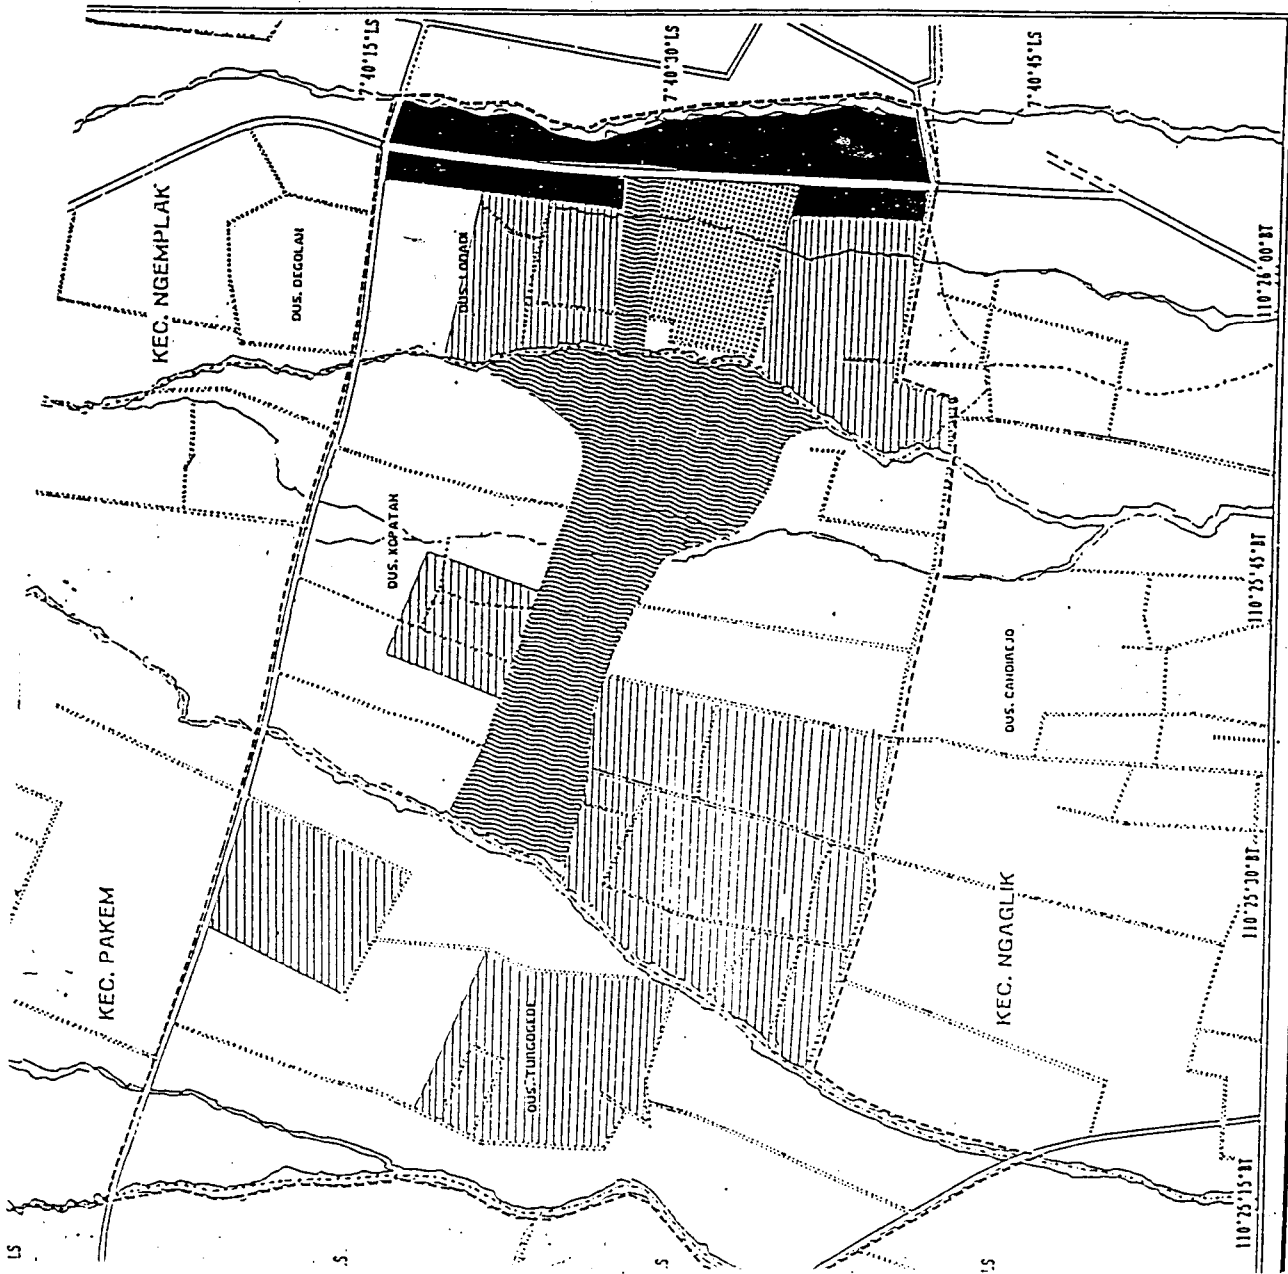 LS
KEC. PAKEM
KEC. NGEMPLAK
DUS. DEGOLAN
7°40'15"LS
DUS. KOPATAN
DUS. LODADI
DUS.
7°40'30"LS
KEC. NGAGLIK
DUS. CANDIREJO
7°40'45"LS
110°25'15"BT
110°25'30"BT
110°25'45"BT
110°26'00"BT